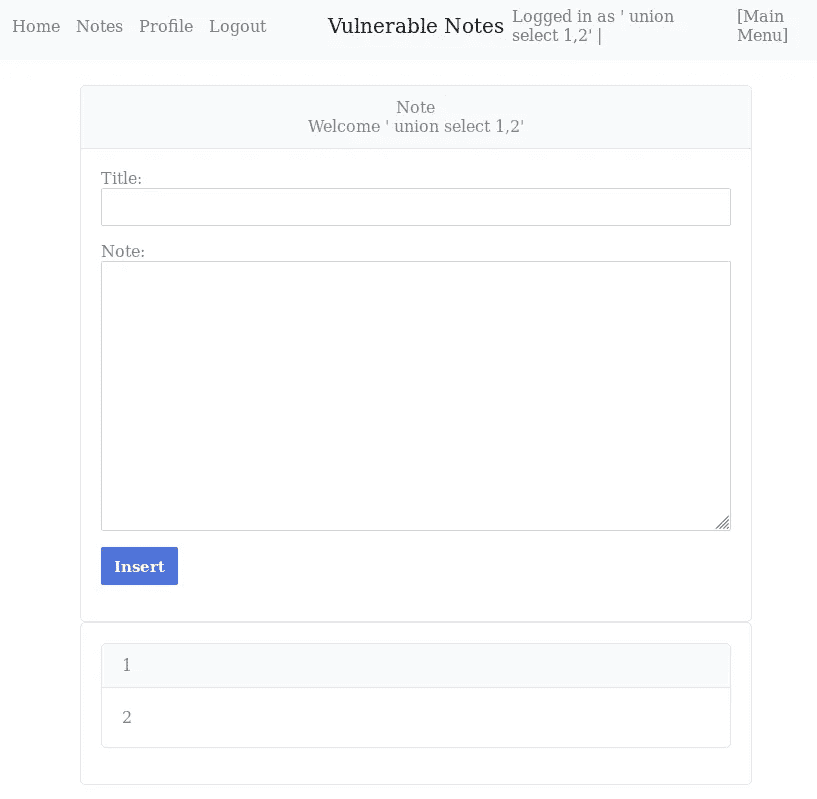 Home Notes Profile Logout Vulnerable Notes Logged in as ' union [Main
select 1,2' | Menu]
Note
Welcome ' union select 1,2'
Title:
Note:
Insert
1
2